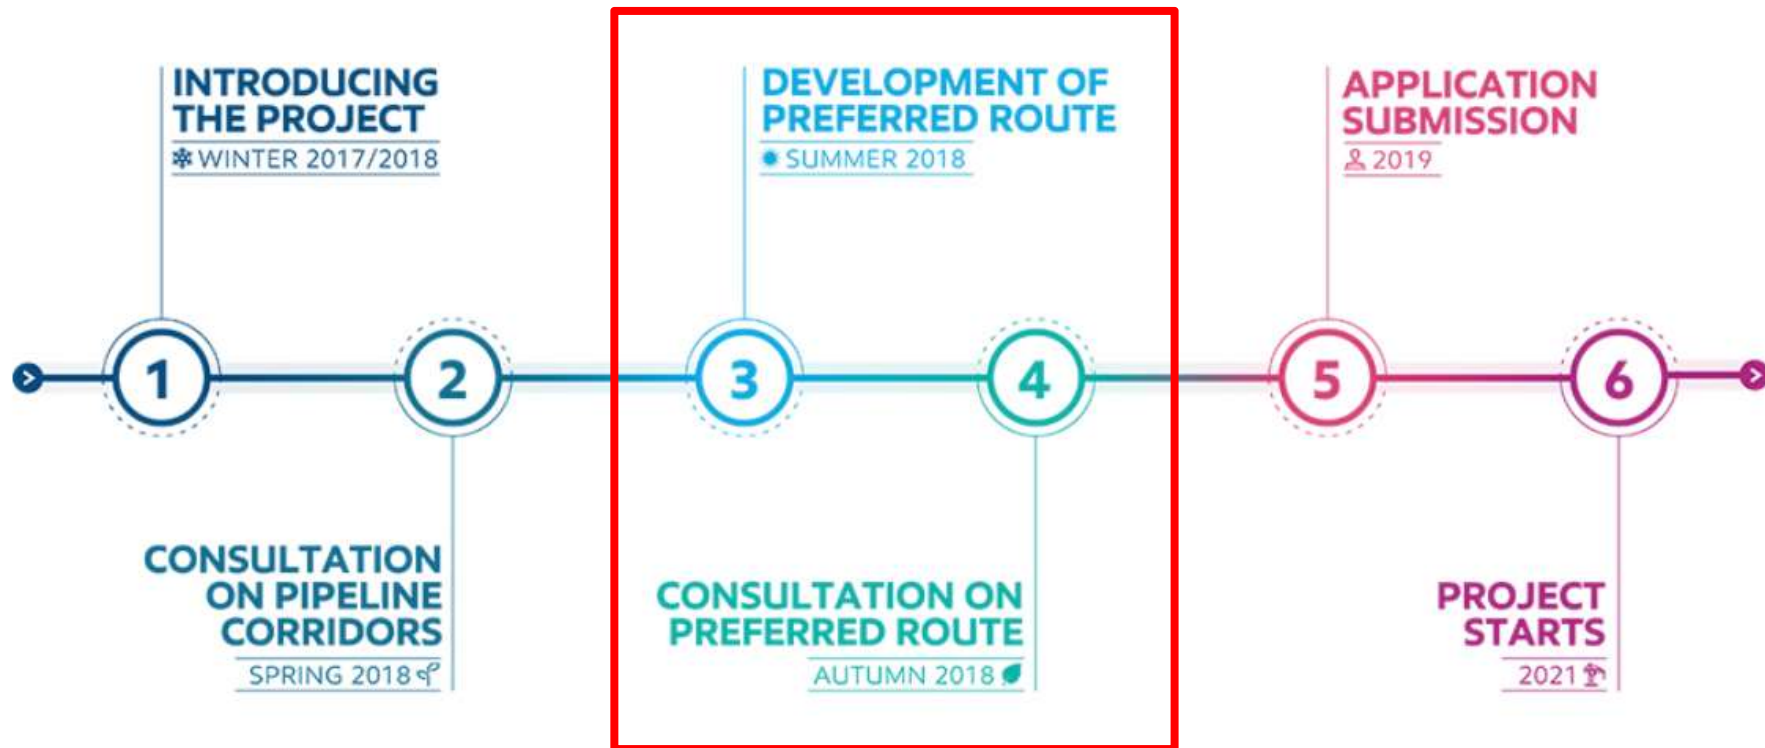 INTRODUCING
THE PROJECT
WINTER 2017/2018
DEVELOPMENT OF
PREFERRED ROUTE
SUMMER 2018
APPLICATION
SUBMISSION
2019
1
2
3
4
5
6
CONSULTATION
ON PIPELINE
CORRIDORS
SPRING 2018
CONSULTATION ON
PREFERRED ROUTE
AUTUMN 2018
PROJECT
STARTS
2021